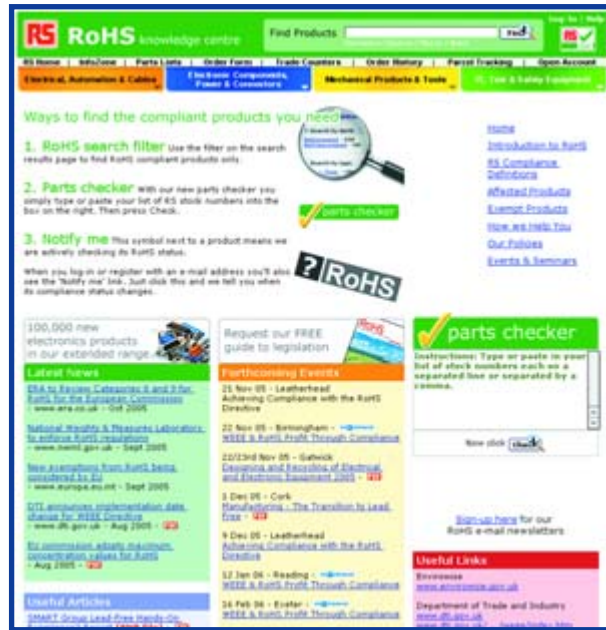 RS RoHS knowledge centre
Find Products
Find
Log In | Help
RS Home | InfoZone | Parts Lists | Order Form | Trade Counters | Order History | Parcel Tracking | Open Account
Electrical, Automation & Cables
Electronic Components,
Power & Connectors
Mechanical Products & Tools
Safety Equipment
Ways to find the compliant products you need
1. RoHS search filter Use the filter on the search
results page to find RoHS compliant products only.
2. Parts checker With our new parts checker you
simply type or paste your list of RS stock numbers into the
box on the right. Then press Check.
parts checker
3. Notify me This symbol next to a product means we
are actively checking its RoHS status.
? RoHS
When you log-in or register with an e-mail address you'll also
see the 'Notify me' link. Just click this and we tell you when
its compliance status changes.
Home
Introduction to RoHS
RS Compliance
Definitions
Affected Products
Exempt Products
How we Help You
Our Policies
Events & Seminars
100,000 new
electronics products
in our extended range
Latest News
ERA to Review Categories 8 and 9 for
RoHS for the European Commission
- www.era.co.uk - Oct 2005
National Weights & Measures Laboratory
to enforce RoHS regulations
- www.nwml.gov.uk - Sept 2005
New exemptions from RoHS being
considered by EU
- www.europa.eu.int - Sept 2005
DTI announces implementation date
change for WEEE Directive
- www.dti.gov.uk - Aug 2005 -
EU commission adopts maximum
concentration values for RoHS
- Aug 2005 -
Useful Articles
SMART Group Lead-Free Hands-On
Request our FREE
guide to legislation
RoHS
Forthcoming Events
21 Nov 05 - Leatherhead
Achieving Compliance with the RoHS
Directive
22 Nov 05 - Birmingham -
WEEE & RoHS Profit Through Compliance
22/23rd Nov 05 - Gatwick
Designing and Recycling of Electrical
and Electronic Equipment 2005 -
1 Dec 05 - Cork
Manufacturing - The Transition to Lead
Free -
9 Dec 05 - Leatherhead
Achieving Compliance with the RoHS
Directive
12 Jan 06 - Reading -
WEEE & RoHS Profit Through Compliance
16 Feb 06 - Exeter -
WEEE & RoHS Profit Through Compliance
parts checker
Instructions: Type or paste in your
list of stock numbers each on a
separated line or separated by a
comma.
Now click Check
Sign-up here for our
RoHS e-mail newsletters
Useful Links
Envirowise
www.envirowise.gov.uk
Department of Trade and Industry
www.dti.gov.uk